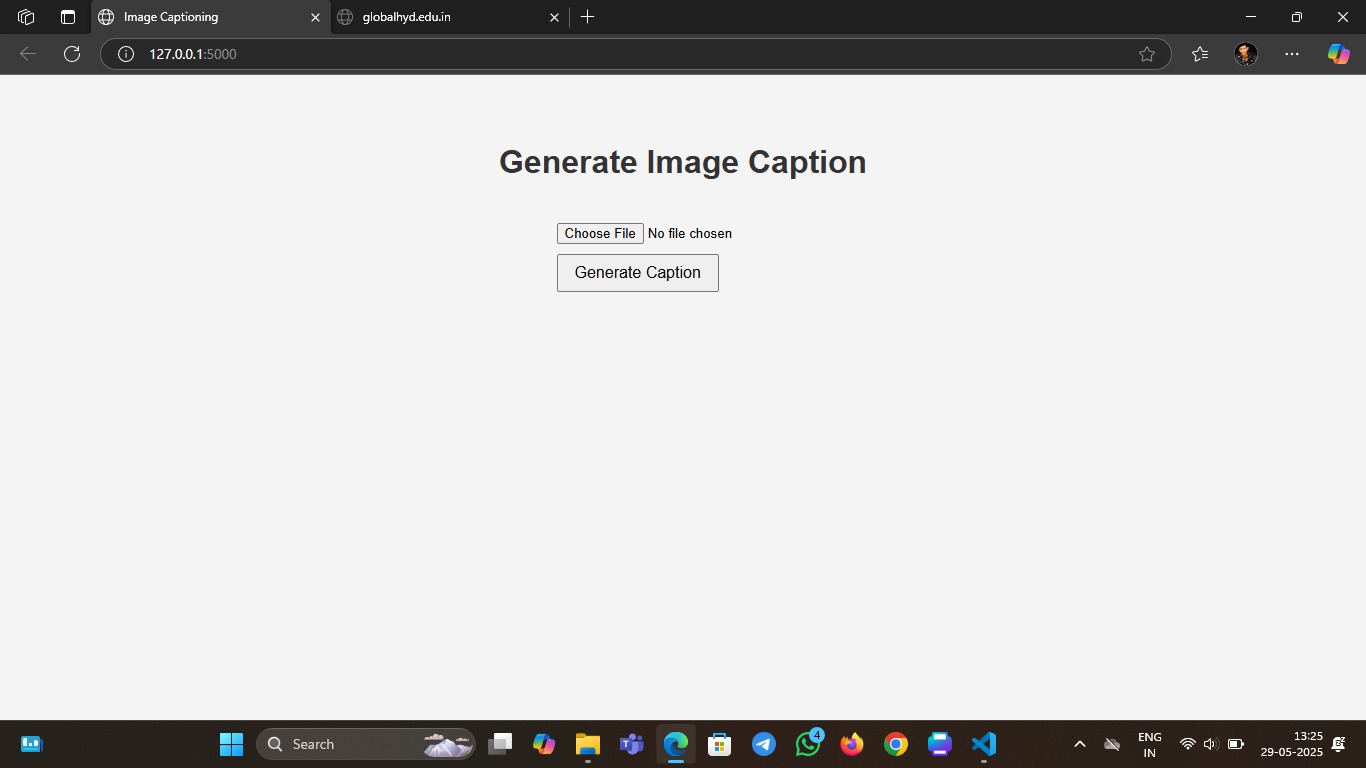 Image Captioning
globalhyd.edu.in
127.0.0.1:5000
Generate Image Caption
Choose File No file chosen
Generate Caption
Search
4
ENG
IN
13:25
29-05-2025